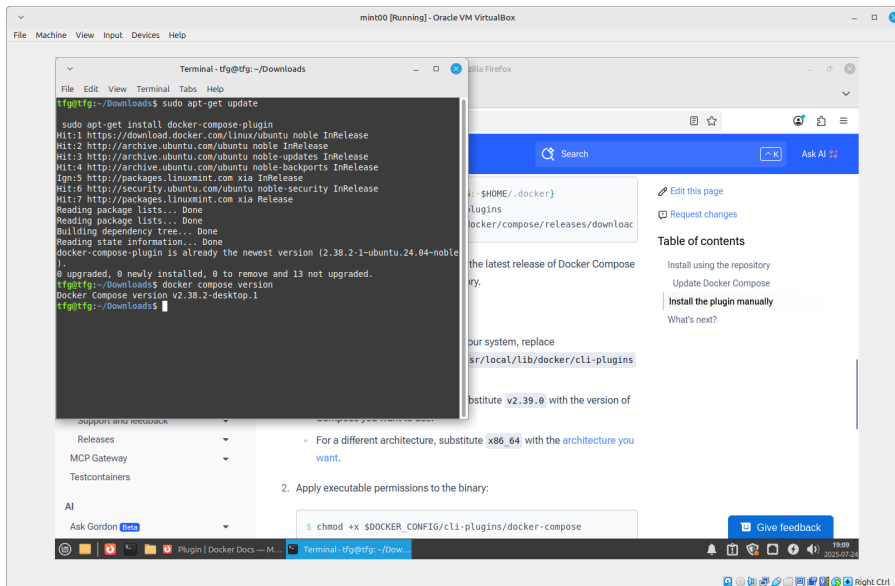 mint00 [Running] - Oracle VM VirtualBox
File Machine View Input Devices Help
Terminal - tfg@tfg: ~/Downloads
File Edit View Terminal Tabs Help
tfg@tfg:~/Downloads$ sudo apt-get update
sudo apt-get install docker-compose-plugin
Hit:1 https://download.docker.com/linux/ubuntu noble InRelease
Hit:2 http://archive.ubuntu.com/ubuntu noble InRelease
Hit:3 http://archive.ubuntu.com/ubuntu noble-updates InRelease
Hit:4 http://archive.ubuntu.com/ubuntu noble-backports InRelease
Ign:5 http://packages.linuxmint.com xia InRelease
Hit:6 http://security.ubuntu.com/ubuntu noble-security InRelease
Hit:7 http://packages.linuxmint.com xia Release
Reading package lists... Done
Reading package lists... Done
Building dependency tree... Done
Reading state information... Done
docker-compose-plugin is already the newest version (2.38.2-1~ubuntu.24.04~noble
).
0 upgraded, 0 newly installed, 0 to remove and 13 not upgraded.
tfg@tfg:~/Downloads$ docker compose version
Docker Compose version v2.38.2-desktop.1
tfg@tfg:~/Downloads$
zilla Firefox
Search
K
Ask AI
:-$HOME/.docker}
lugins
ocker/compose/releases/downloac
the latest release of Docker Compose
ry.
our system, replace
sr/local/lib/docker/cli-plugins
bstitute v2.39.0 with the version of
For a different architecture, substitute x86_64 with the architecture you
want.
2. Apply executable permissions to the binary:
$ chmod +x $DOCKER_CONFIG/cli-plugins/docker-compose
Edit this page
Request changes
Table of contents
Install using the repository
Update Docker Compose
Install the plugin manually
What's next?
Support and feedback
Releases
MCP Gateway
Testcontainers
AI
Ask Gordon Beta
Give feedback
Plugin | Docker Docs — M...
Terminal - tfg@tfg: ~/Dow...
19:09
2025-07-24
Right Ctrl